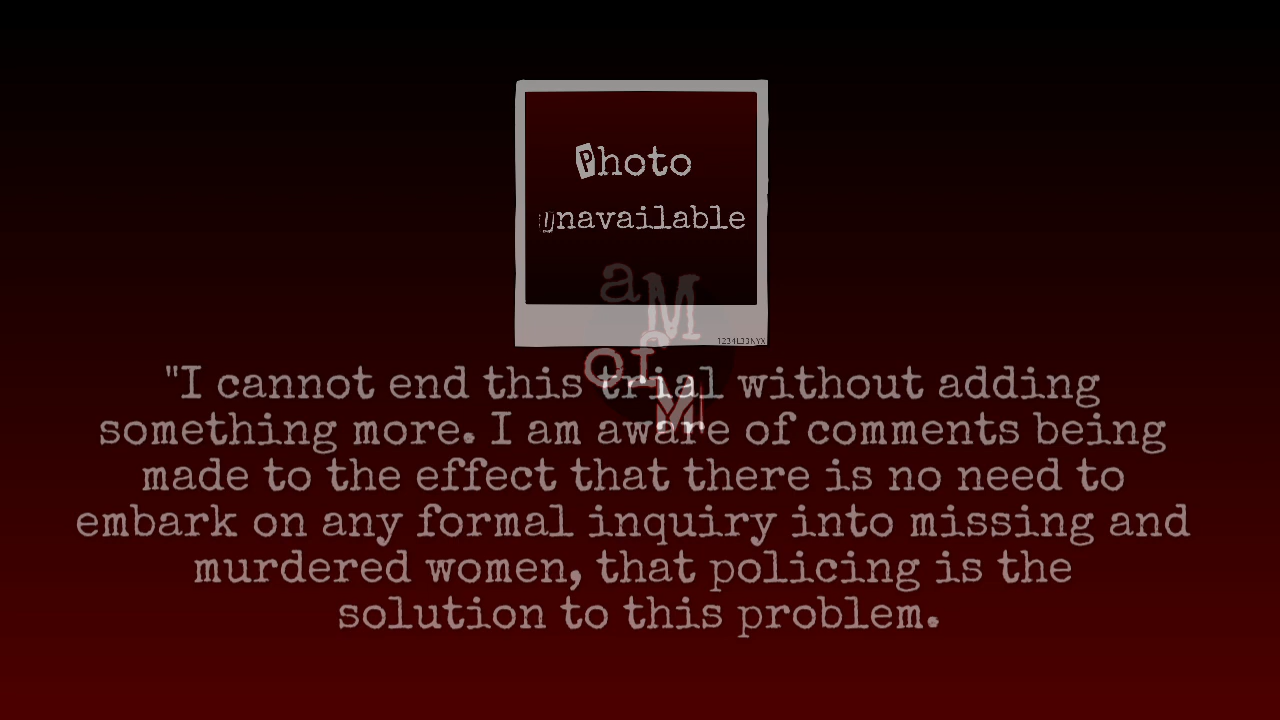 Photo
unavailable
1234L33NYX
a
M
of
M
"I cannot end this trial without adding
something more. I am aware of comments being
made to the effect that there is no need to
embark on any formal inquiry into missing and
murdered women, that policing is the
solution to this problem.